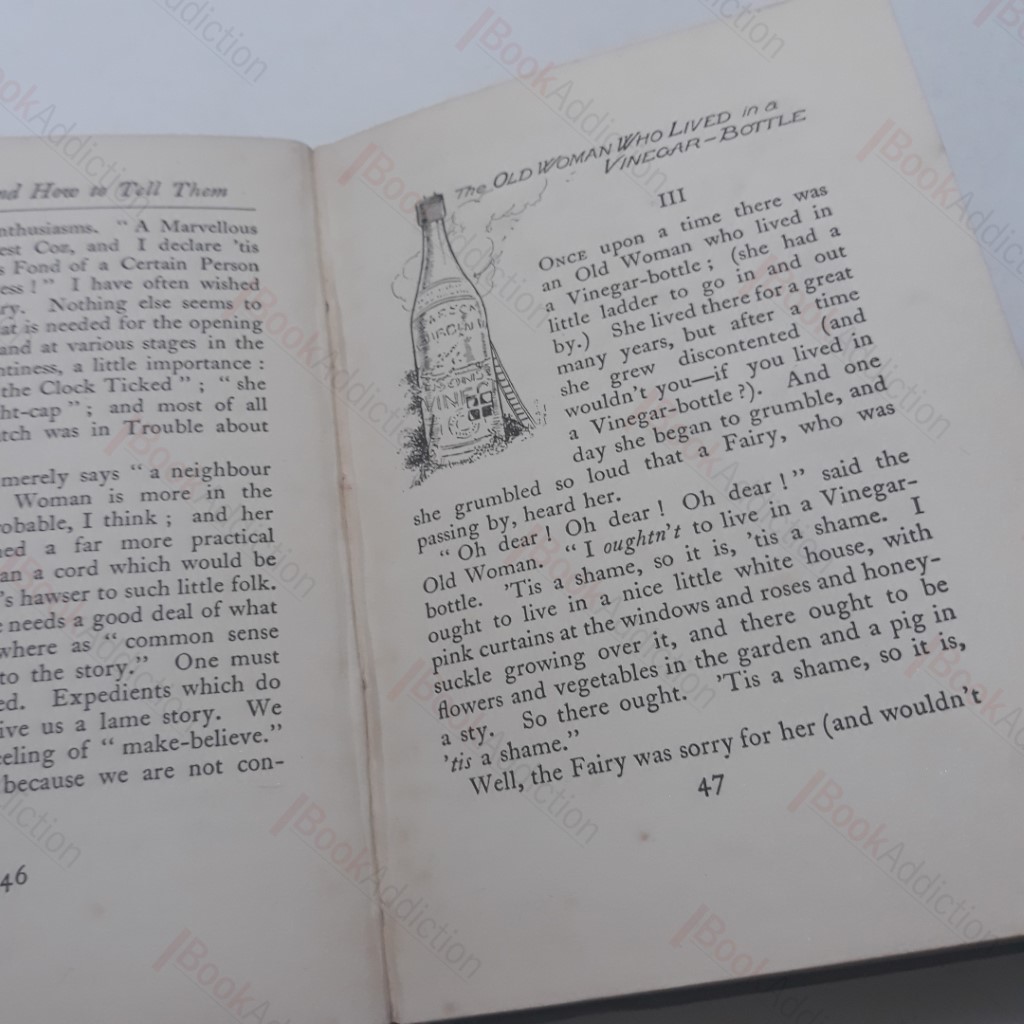 nd How to Tell Them
nthusiasms. "A Marvellous
est Coz, and I declare 'tis
s Fond of a Certain Person
ess!" I have often wished
ry. Nothing else seems to
at is needed for the opening
and at various stages in the
ntiness, a little importance:
the Clock Ticked"; "she
ht-cap"; and most of all
tch was in Trouble about
merely says "a neighbour
Woman is more in the
obable, I think; and her
ned a far more practical
an a cord which would be
's hawser to such little folk.
e needs a good deal of what
where as "common sense
to the story." One must
ed. Expedients which do
ive us a lame story. We
eeling of "make-believe."
because we are not con-
46
The OLD WOMAN WHO LIVED in a
VINEGAR-BOTTLE
III
ONCE upon a time there was
an Old Woman who lived in
a Vinegar-bottle; (she had a
little ladder to go in and out
by.) She lived there for a great
many years, but after a time
she grew discontented (and
wouldn't you—if you lived in
a Vinegar-bottle?). And one
day she began to grumble, and
she grumbled so loud that a Fairy, who was
passing by, heard her.
"Oh dear! Oh dear! Oh dear!" said the
Old Woman. "I oughtn't to live in a Vinegar-
bottle. 'Tis a shame, so it is, 'tis a shame. I
ought to live in a nice little white house, with
pink curtains at the windows and roses and honey-
suckle growing over it, and there ought to be
flowers and vegetables in the garden and a pig in
a sty. So there ought. 'Tis a shame, so it is,
'tis a shame."
Well, the Fairy was sorry for her (and wouldn't
47
BookAddiction